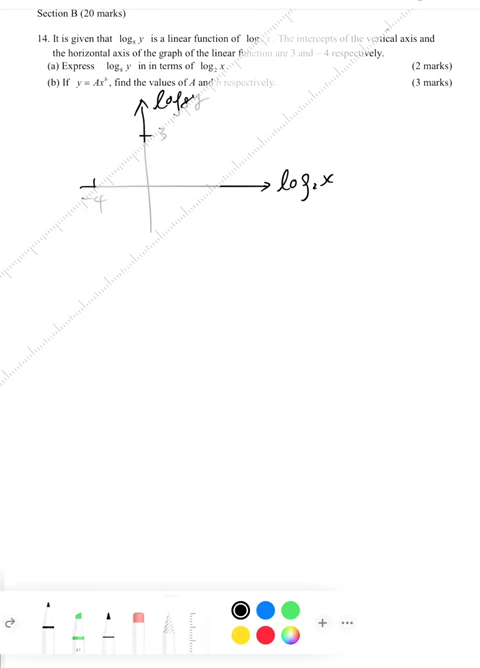 Section B (20 marks)
14. It is given that log₈ y is a linear function of log₂ x. The intercepts of the vertical axis and
the horizontal axis of the graph of the linear function are 3 and – 4 respectively.
(a) Express log₈ y in in terms of log₂ x. (2 marks)
(b) If y = Axᵇ, find the values of A and b respectively. (3 marks)
log₈y
3
-4
log₂x